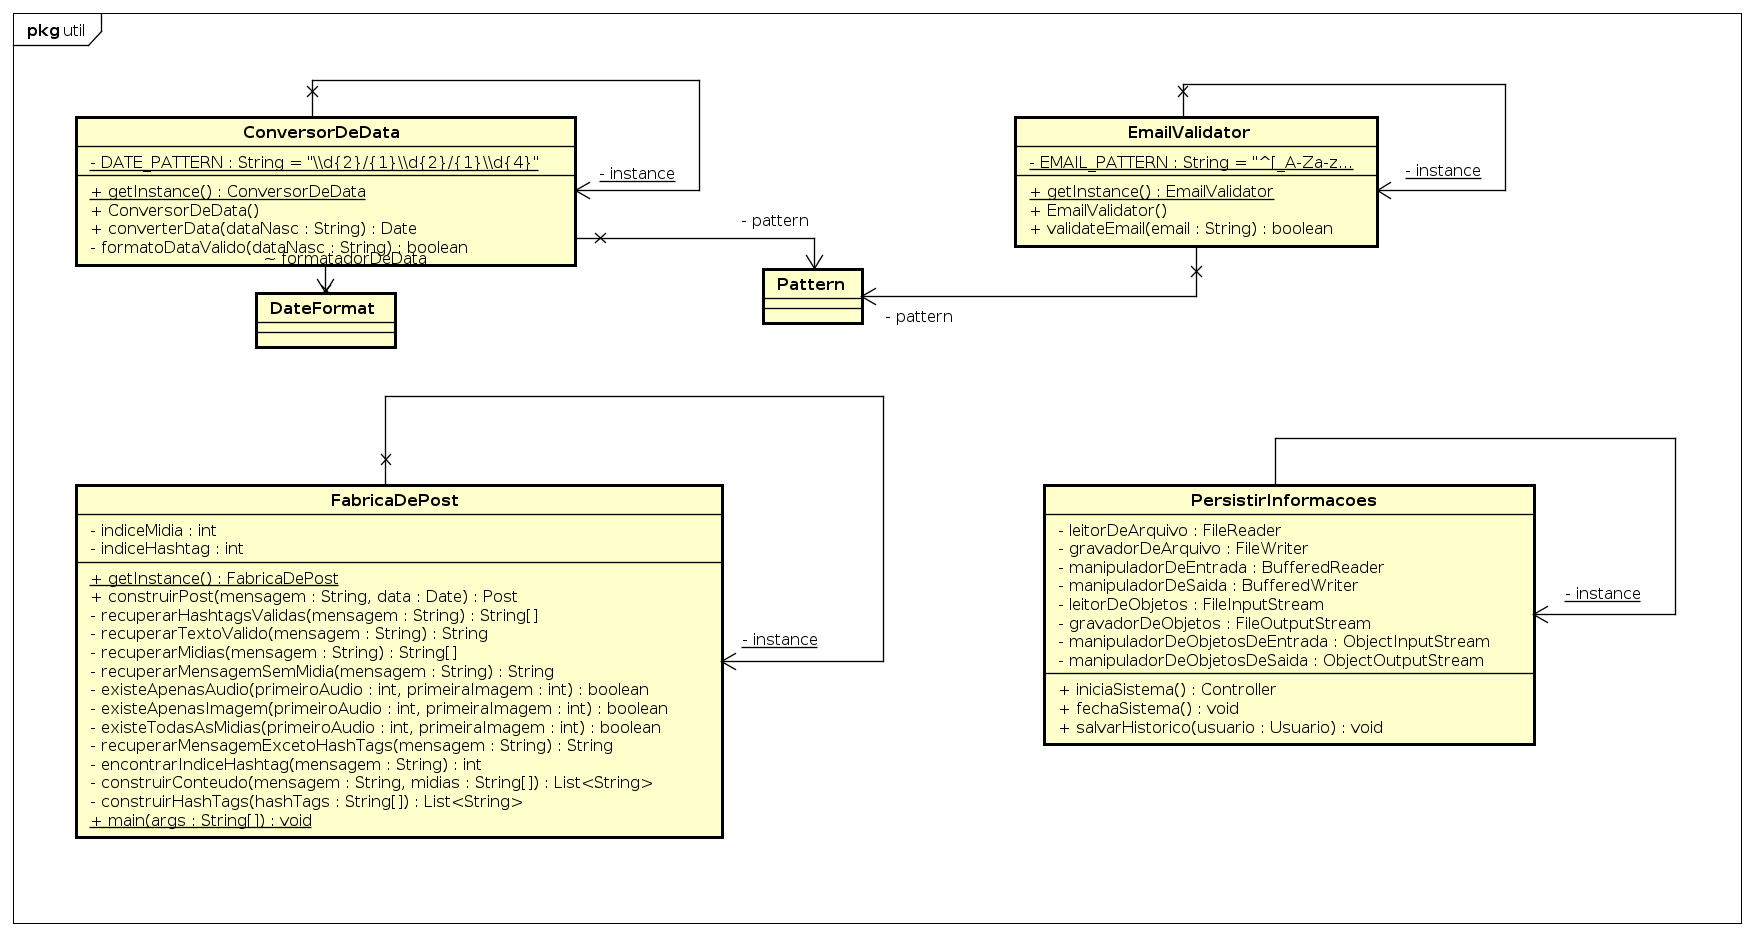 pkg util
ConversorDeData
- DATE_PATTERN : String = "\\d{2}/{1}\\d{2}/{1}\\d{4}"
+ getInstance() : ConversorDeData
+ ConversorDeData()
+ converterData(dataNasc : String) : Date
- formatoDataValido(dataNasc : String) : boolean
- instance
~ formatadorDeData
DateFormat
- pattern
Pattern
- pattern
EmailValidator
- EMAIL_PATTERN : String = "^[_A-Za-z...
+ getInstance() : EmailValidator
+ EmailValidator()
+ validateEmail(email : String) : boolean
- instance
FabricaDePost
- indiceMidia : int
- indiceHashtag : int
+ getInstance() : FabricaDePost
+ construirPost(mensagem : String, data : Date) : Post
- recuperarHashtagsValidas(mensagem : String) : String[]
- recuperarTextoValido(mensagem : String) : String
- recuperarMidias(mensagem : String) : String[]
- recuperarMensagemSemMidia(mensagem : String) : String
- existeApenasAudio(primeiroAudio : int, primeiraImagem : int) : boolean
- existeApenasImagem(primeiroAudio : int, primeiraImagem : int) : boolean
- existeTodasAsMidias(primeiroAudio : int, primeiraImagem : int) : boolean
- recuperarMensagemExcetoHashTags(mensagem : String) : String
- encontrarIndiceHashtag(mensagem : String) : int
- construirConteudo(mensagem : String, midias : String[]) : List<String>
- construirHashTags(hashTags : String[]) : List<String>
+ main(args : String[]) : void
- instance
PersistirInformacoes
- leitorDeArquivo : FileReader
- gravadorDeArquivo : FileWriter
- manipuladorDeEntrada : BufferedReader
- manipuladorDeSaida : BufferedWriter
- leitorDeObjetos : FileInputStream
- gravadorDeObjetos : FileOutputStream
- manipuladorDeObjetosDeEntrada : ObjectInputStream
- manipuladorDeObjetosDeSaida : ObjectOutputStream
+ iniciaSistema() : Controller
+ fechaSistema() : void
+ salvarHistorico(usuario : Usuario) : void
- instance